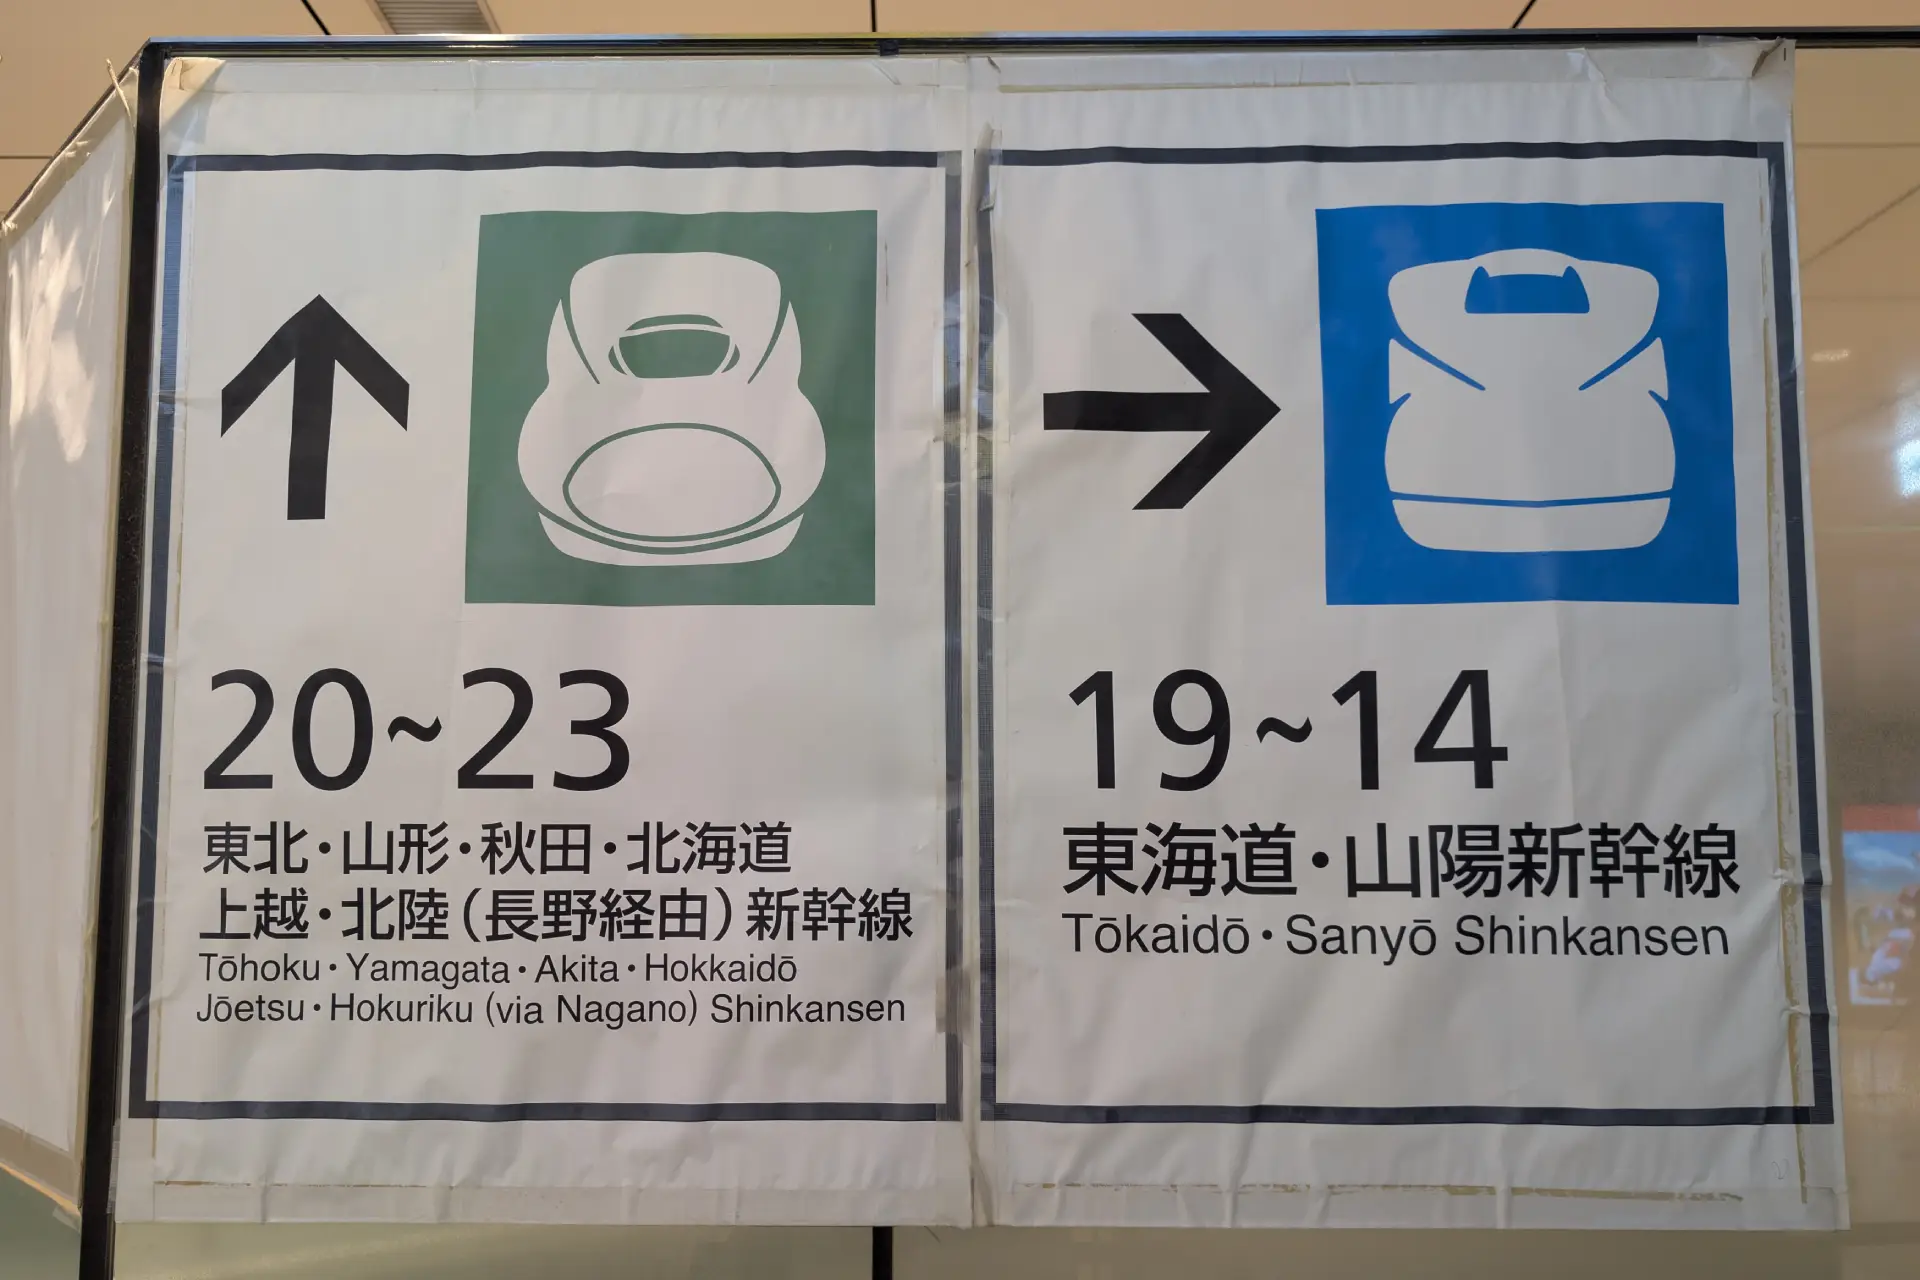 20~23
東北・山形・秋田・北海道
上越・北陸(長野経由)新幹線
Tōhoku・Yamagata・Akita・Hokkaidō
Jōetsu・Hokuriku (via Nagano) Shinkansen
19~14
東海道・山陽新幹線
Tōkaidō・Sanyō Shinkansen